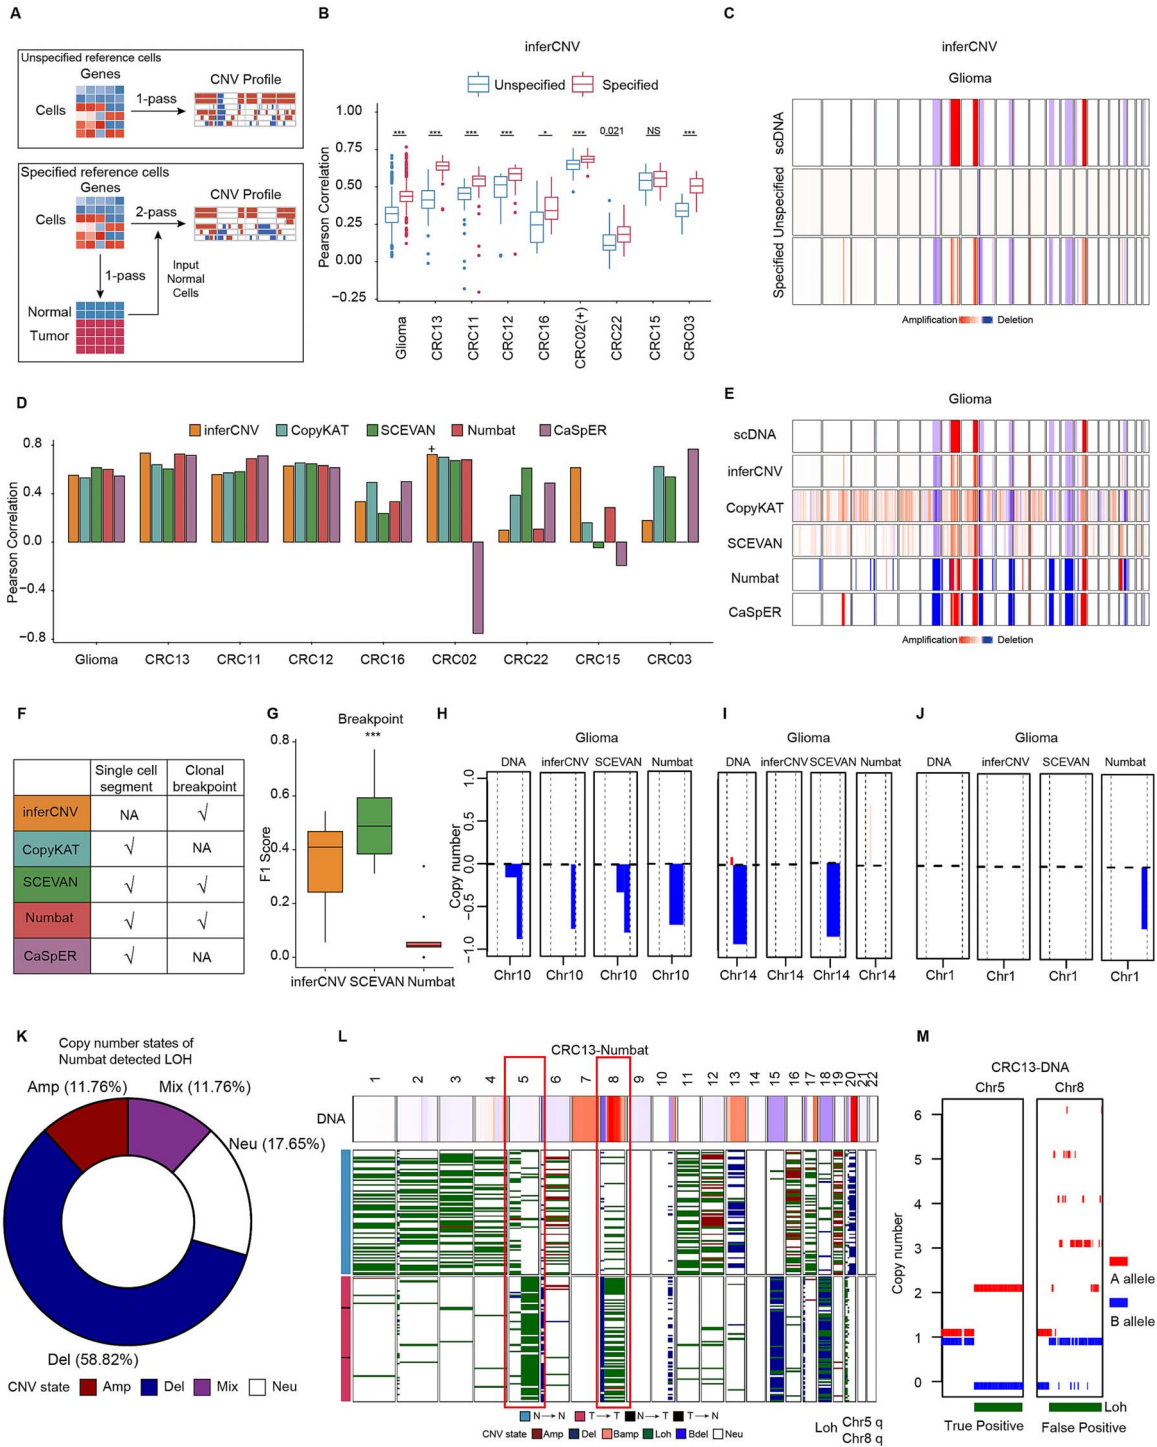 A
Unspecified reference cells
Genes
Cells
1-pass
CNV Profile
Specified reference cells
Genes
Cells
2-pass
CNV Profile
1-pass
Input
Normal
Cells
Normal
Tumor
B
inferCNV
Unspecified
Specified
Pearson Correlation
1.00
0.75
0.50
0.25
0.00
−0.25
***
***
***
***
*
***
0.021
NS
***
Glioma
CRC13
CRC11
CRC12
CRC16
CRC02(+)
CRC22
CRC15
CRC03
C
inferCNV
Glioma
scDNA
Unspecified
Specified
Amplification
Deletion
D
inferCNV
CopyKAT
SCEVAN
Numbat
CaSpER
Pearson Correlation
0.8
0.4
0.0
−0.4
−0.8
+
Glioma
CRC13
CRC11
CRC12
CRC16
CRC02
CRC22
CRC15
CRC03
E
Glioma
scDNA
inferCNV
CopyKAT
SCEVAN
Numbat
CaSpER
Amplification
Deletion
F
Single cell segment
Clonal breakpoint
inferCNV NA √
CopyKAT √ NA
SCEVAN √ √
Numbat √ √
CaSpER √ NA
G
Breakpoint
***
F1 Score
0.8
0.6
0.4
0.2
0.0
inferCNV SCEVAN Numbat
H
Glioma
DNA inferCNV SCEVAN Numbat
Copy number
1.0
0.5
0.0
−0.5
−1.0
Chr10 Chr10 Chr10 Chr10
I
Glioma
DNA inferCNV SCEVAN Numbat
Chr14 Chr14 Chr14 Chr14
J
Glioma
DNA inferCNV SCEVAN Numbat
Chr1 Chr1 Chr1 Chr1
K
Copy number states of
Numbat detected LOH
Amp (11.76%)
Mix (11.76%)
Neu (17.65%)
Del (58.82%)
CNV state Amp Del Mix Neu
L
CRC13-Numbat
1 2 3 4 5 6 7 8 9 10 11 12 13 14 15 16 17 18 19 20 21 22
DNA
N→N T→T N→T T→N
CNV state Amp Del Bamp Loh Bdel Neu
Loh Chr5 q
Chr8 q
M
CRC13-DNA
Chr5 Chr8
Copy number
6
5
4
3
2
1
0
A allele
B allele
Loh
True Positive False Positive